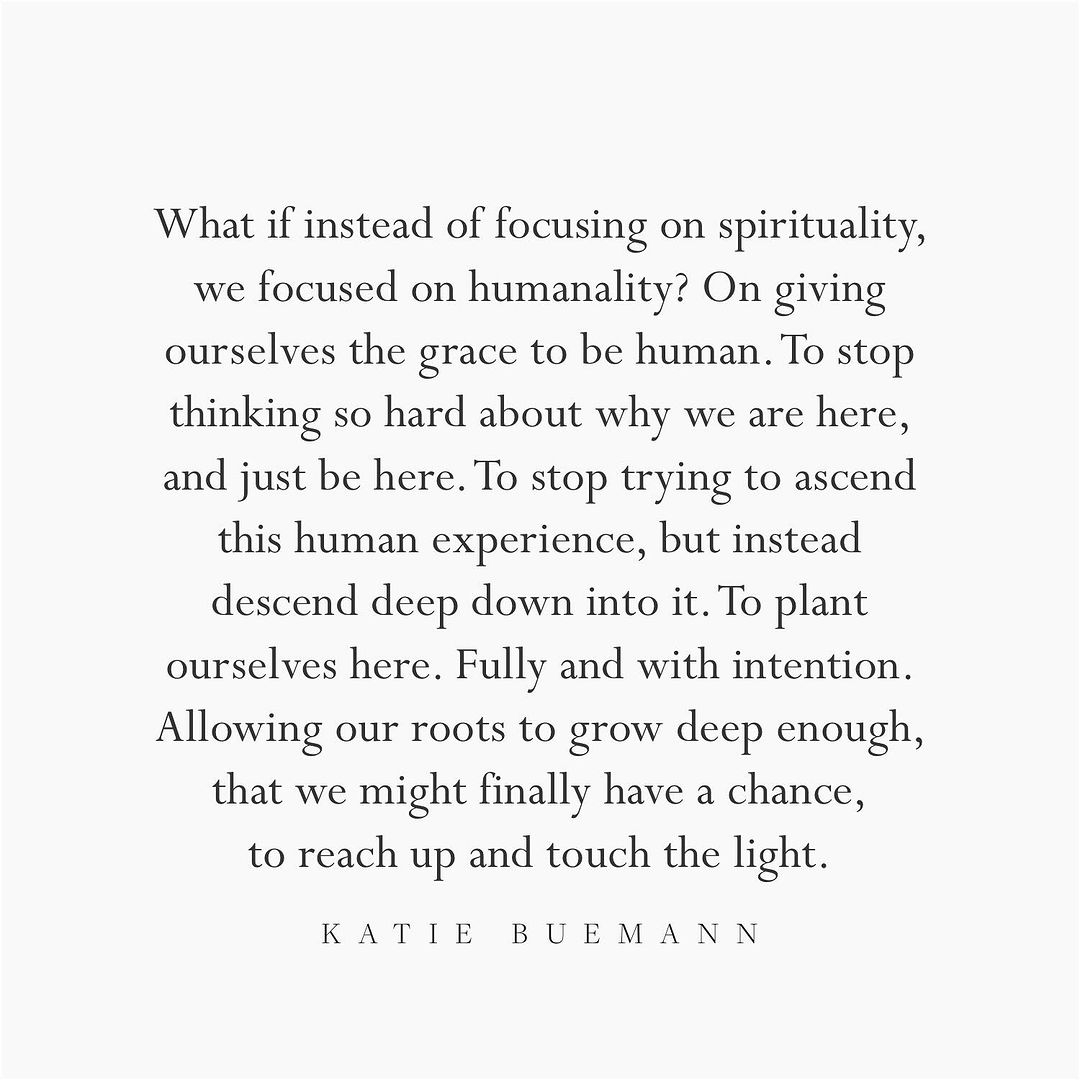 What if instead of focusing on spirituality,
we focused on humanality? On giving
ourselves the grace to be human. To stop
thinking so hard about why we are here,
and just be here. To stop trying to ascend
this human experience, but instead
descend deep down into it. To plant
ourselves here. Fully and with intention.
Allowing our roots to grow deep enough,
that we might finally have a chance,
to reach up and touch the light.
KATIE BUEMANN